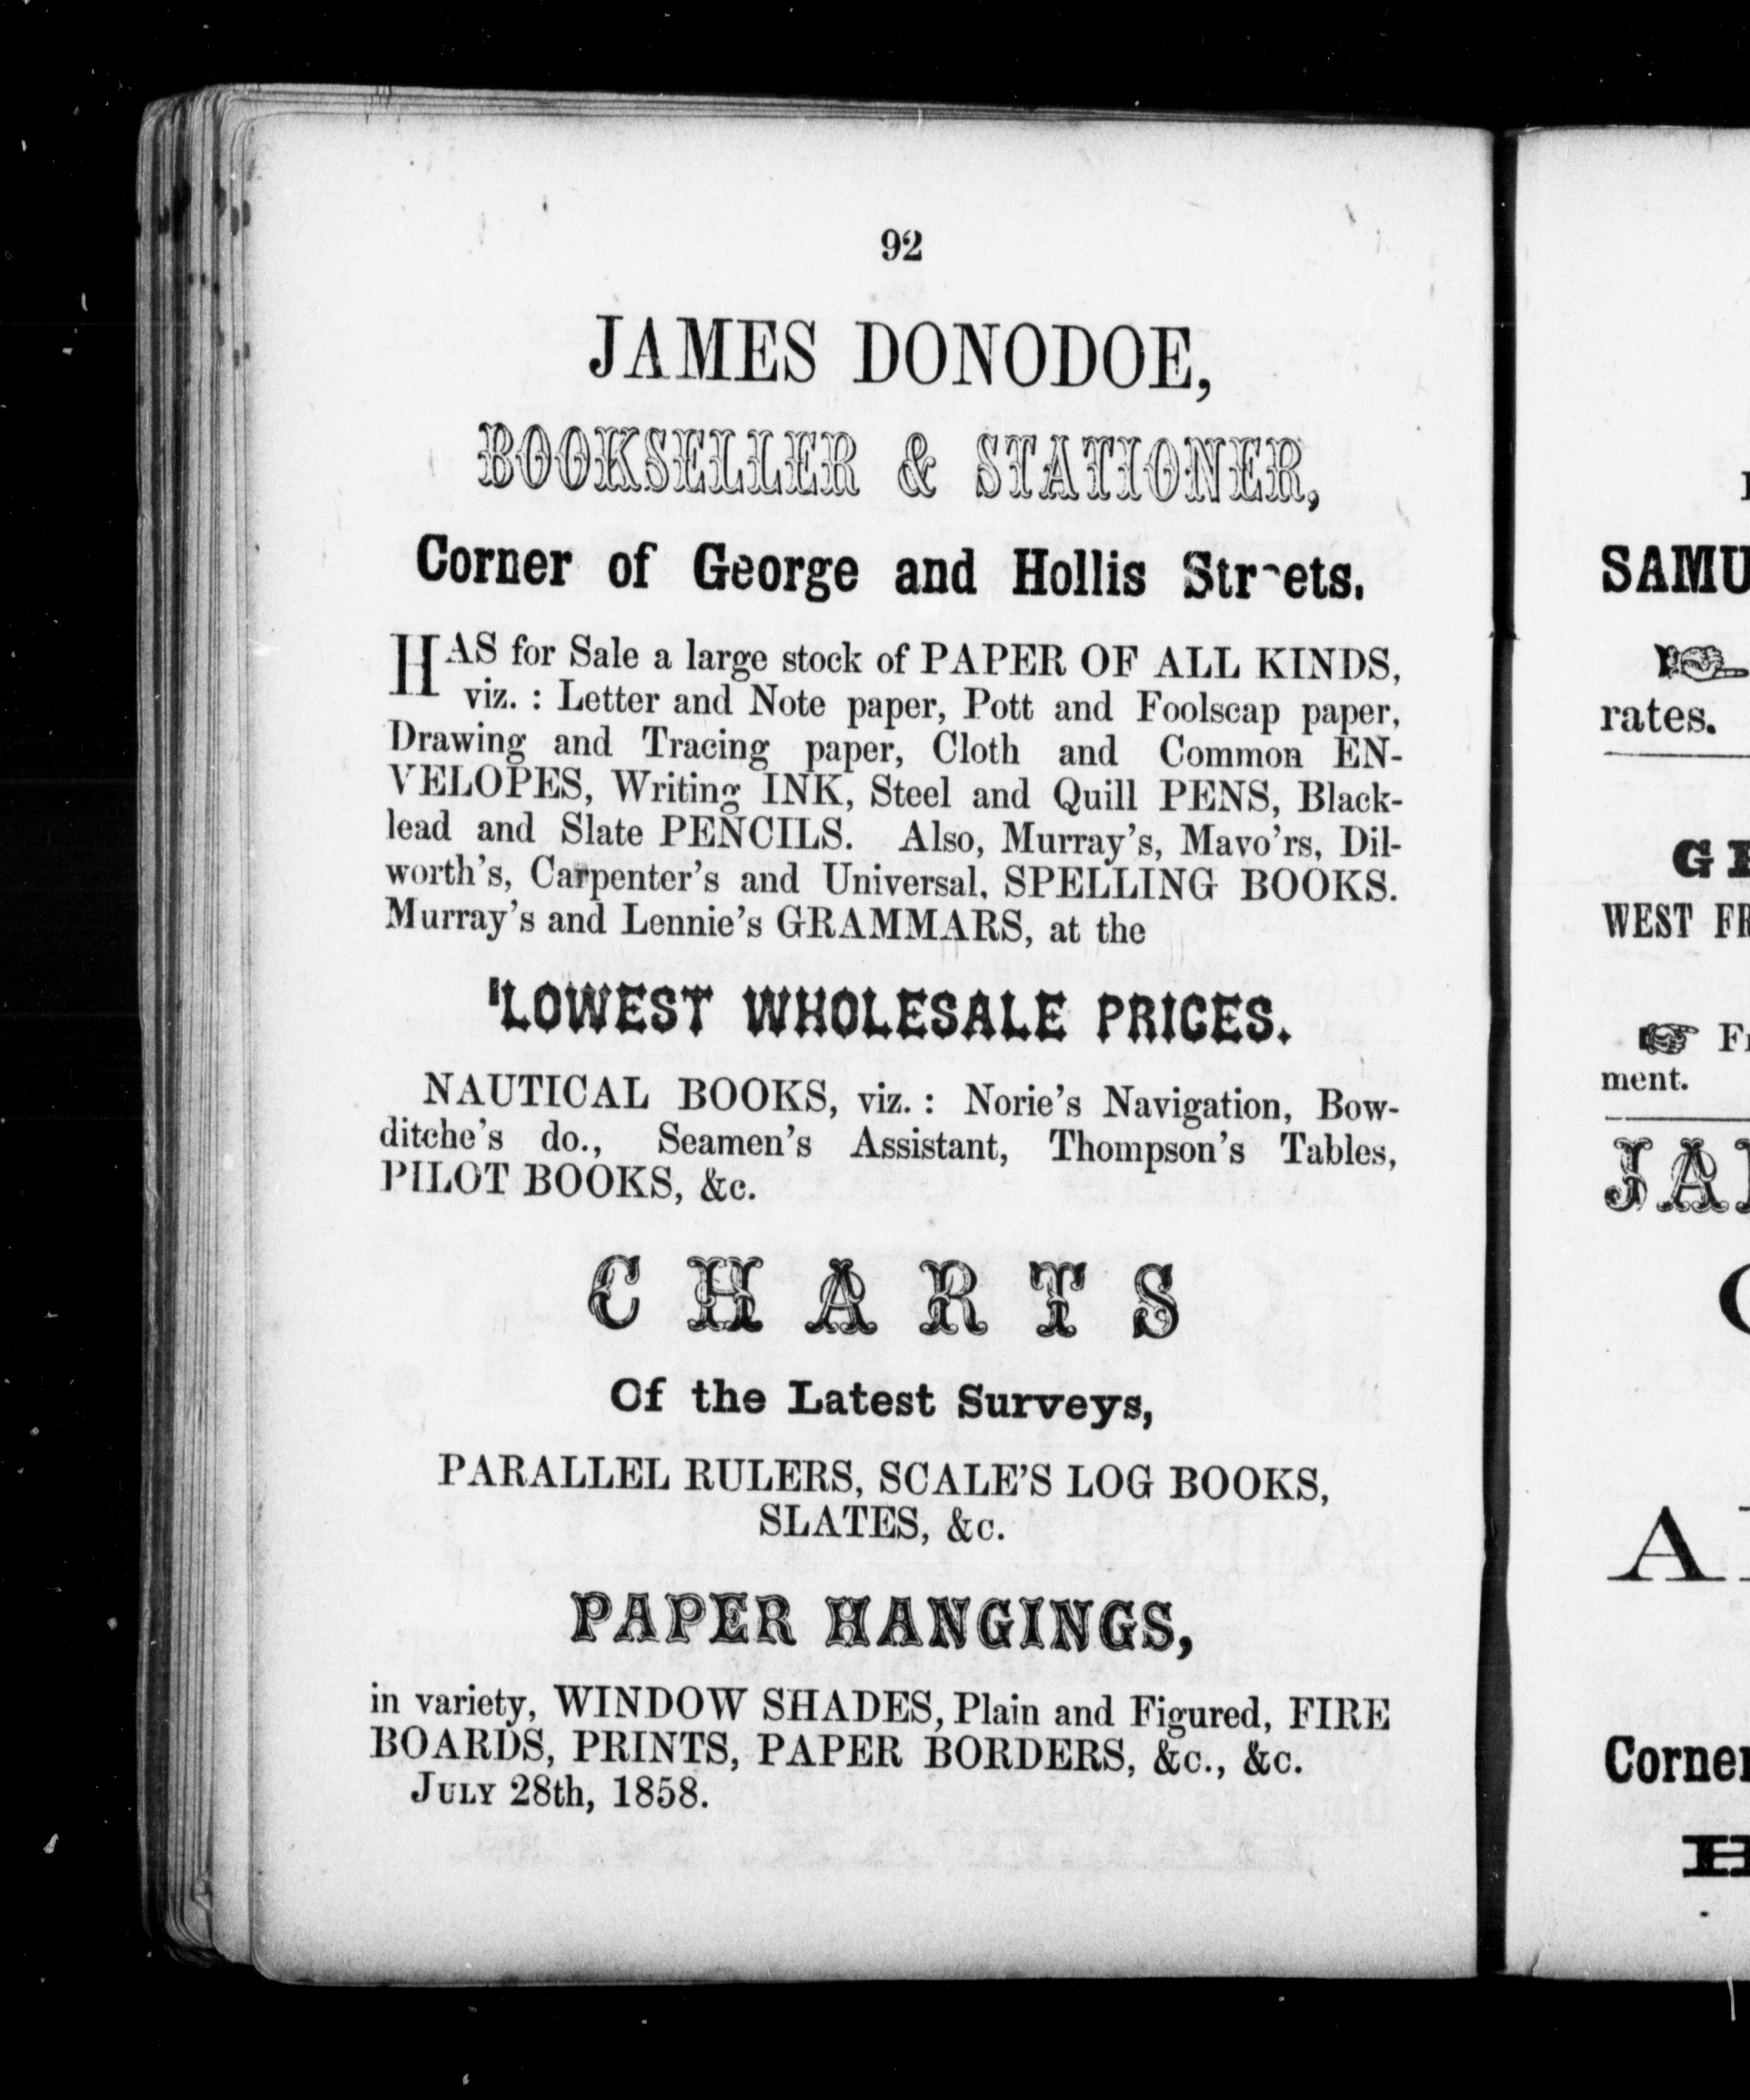 92
JAMES DONODOE,
BOOKSELLER & STATIONER,
Corner of George and Hollis Streets.
HAS for Sale a large stock of PAPER OF ALL KINDS,
viz. : Letter and Note paper, Pott and Foolscap paper,
Drawing and Tracing paper, Cloth and Common EN-
VELOPES, Writing INK, Steel and Quill PENS, Black-
lead and Slate PENCILS. Also, Murray's, Mavo'rs, Dil-
worth's, Carpenter's and Universal, SPELLING BOOKS.
Murray's and Lennie's GRAMMARS, at the
LOWEST WHOLESALE PRICES.
NAUTICAL BOOKS, viz. : Norie's Navigation, Bow-
ditche's do., Seamen's Assistant, Thompson's Tables,
PILOT BOOKS, &c.
CHARTS
Of the Latest Surveys,
PARALLEL RULERS, SCALE'S LOG BOOKS,
SLATES, &c.
PAPER HANGINGS,
in variety, WINDOW SHADES, Plain and Figured, FIRE
BOARDS, PRINTS, PAPER BORDERS, &c., &c.
JULY 28th, 1858.
SAMU
rates.
WEST FR
ment.
Corner